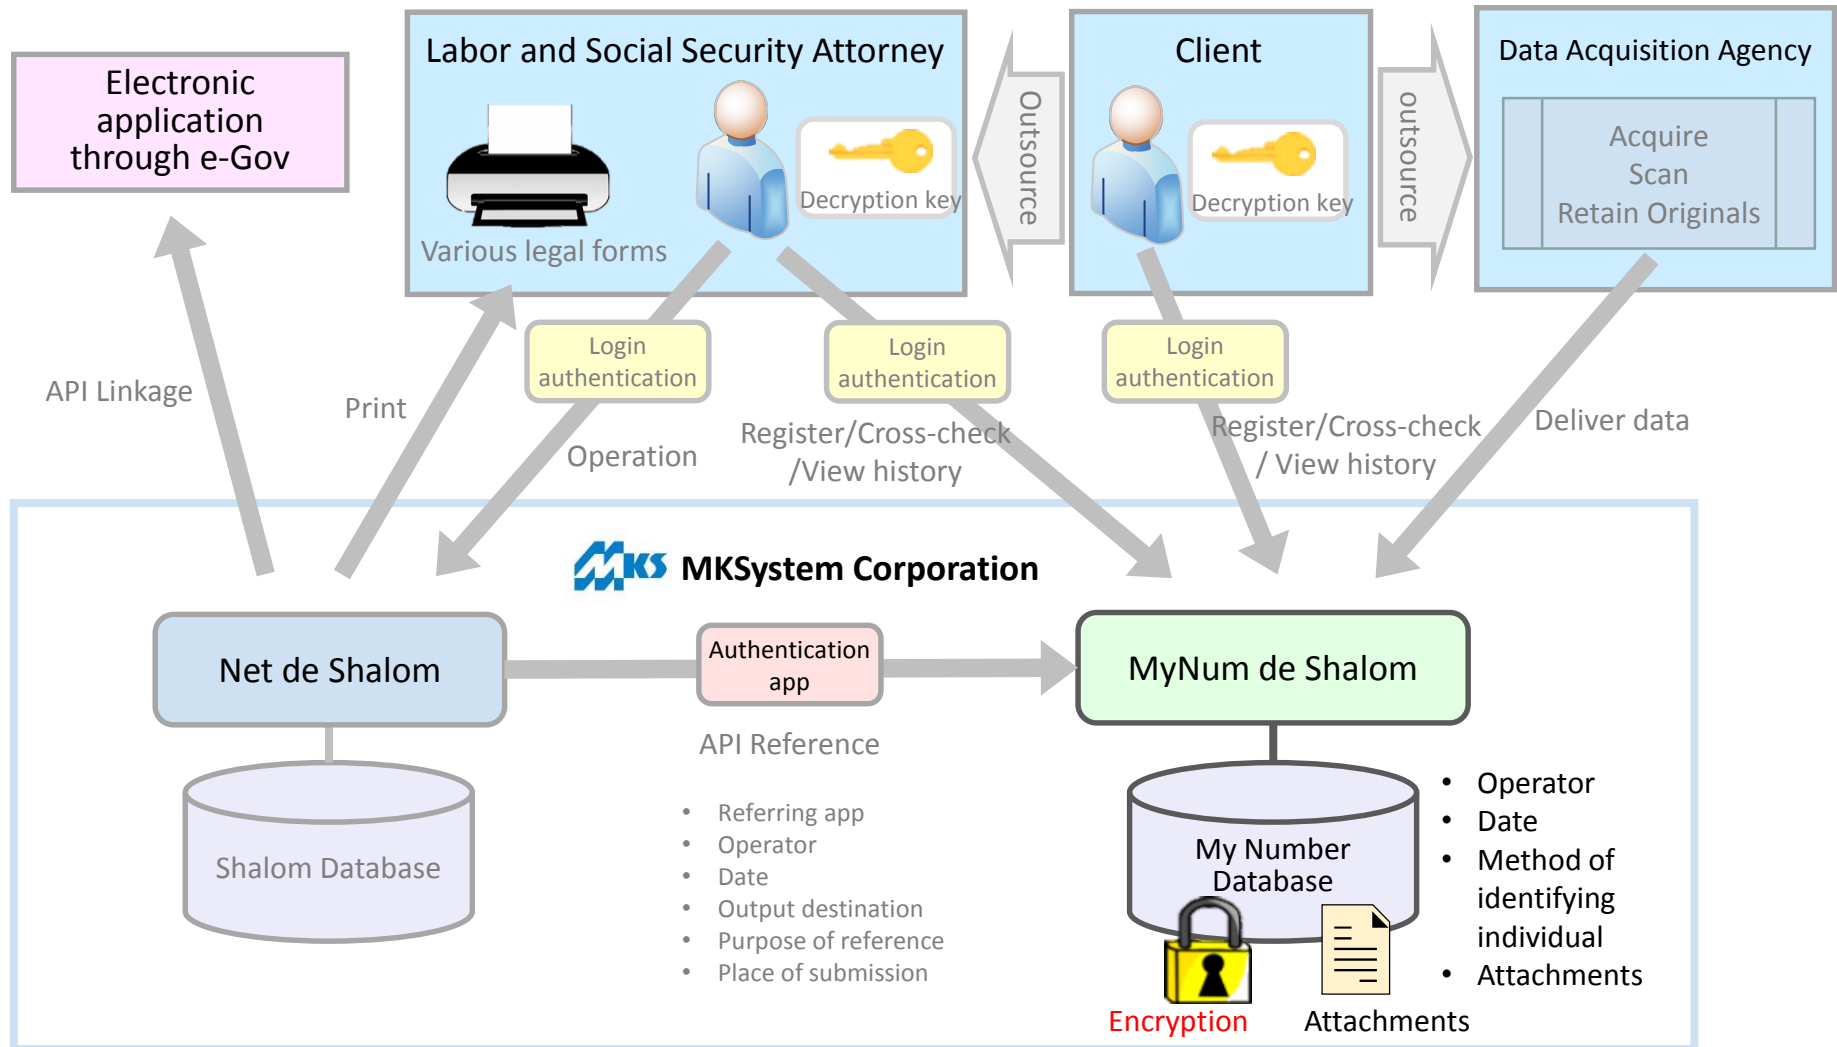 Electronic
application
through e-Gov
Labor and Social Security Attorney
Various legal forms
Decryption key
Outsource
Client
Decryption key
outsource
Data Acquisition Agency
Acquire
Scan
Retain Originals
API Linkage
Print
Login
authentication
Operation
Login
authentication
Register/Cross-check
/View history
Login
authentication
Register/Cross-check
/ View history
Deliver data
MKS MKSystem Corporation
Net de Shalom
Authentication
app
MyNum de Shalom
API Reference
Shalom Database
• Referring app
• Operator
• Date
• Output destination
• Purpose of reference
• Place of submission
My Number
Database
Encryption
Attachments
• Operator
• Date
• Method of
identifying
individual
• Attachments